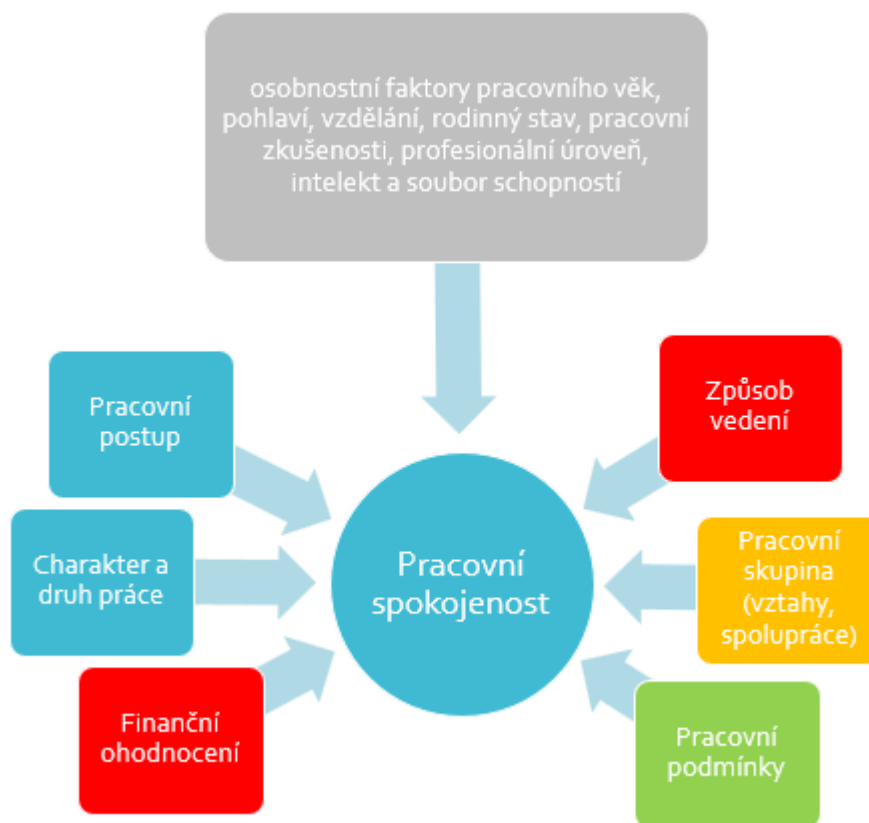 osobnostní faktory pracovního věk,
pohlaví, vzdělání, rodinný stav, pracovní
zkušenosti, profesionální úroveň,
intelekt a soubor schopností
Pracovní
postup
Způsob
vedení
Charakter a
druh práce
Pracovní
spokojenost
Pracovní
skupina
(vztahy,
spolupráce)
Finanční
ohodnocení
Pracovní
podmínky